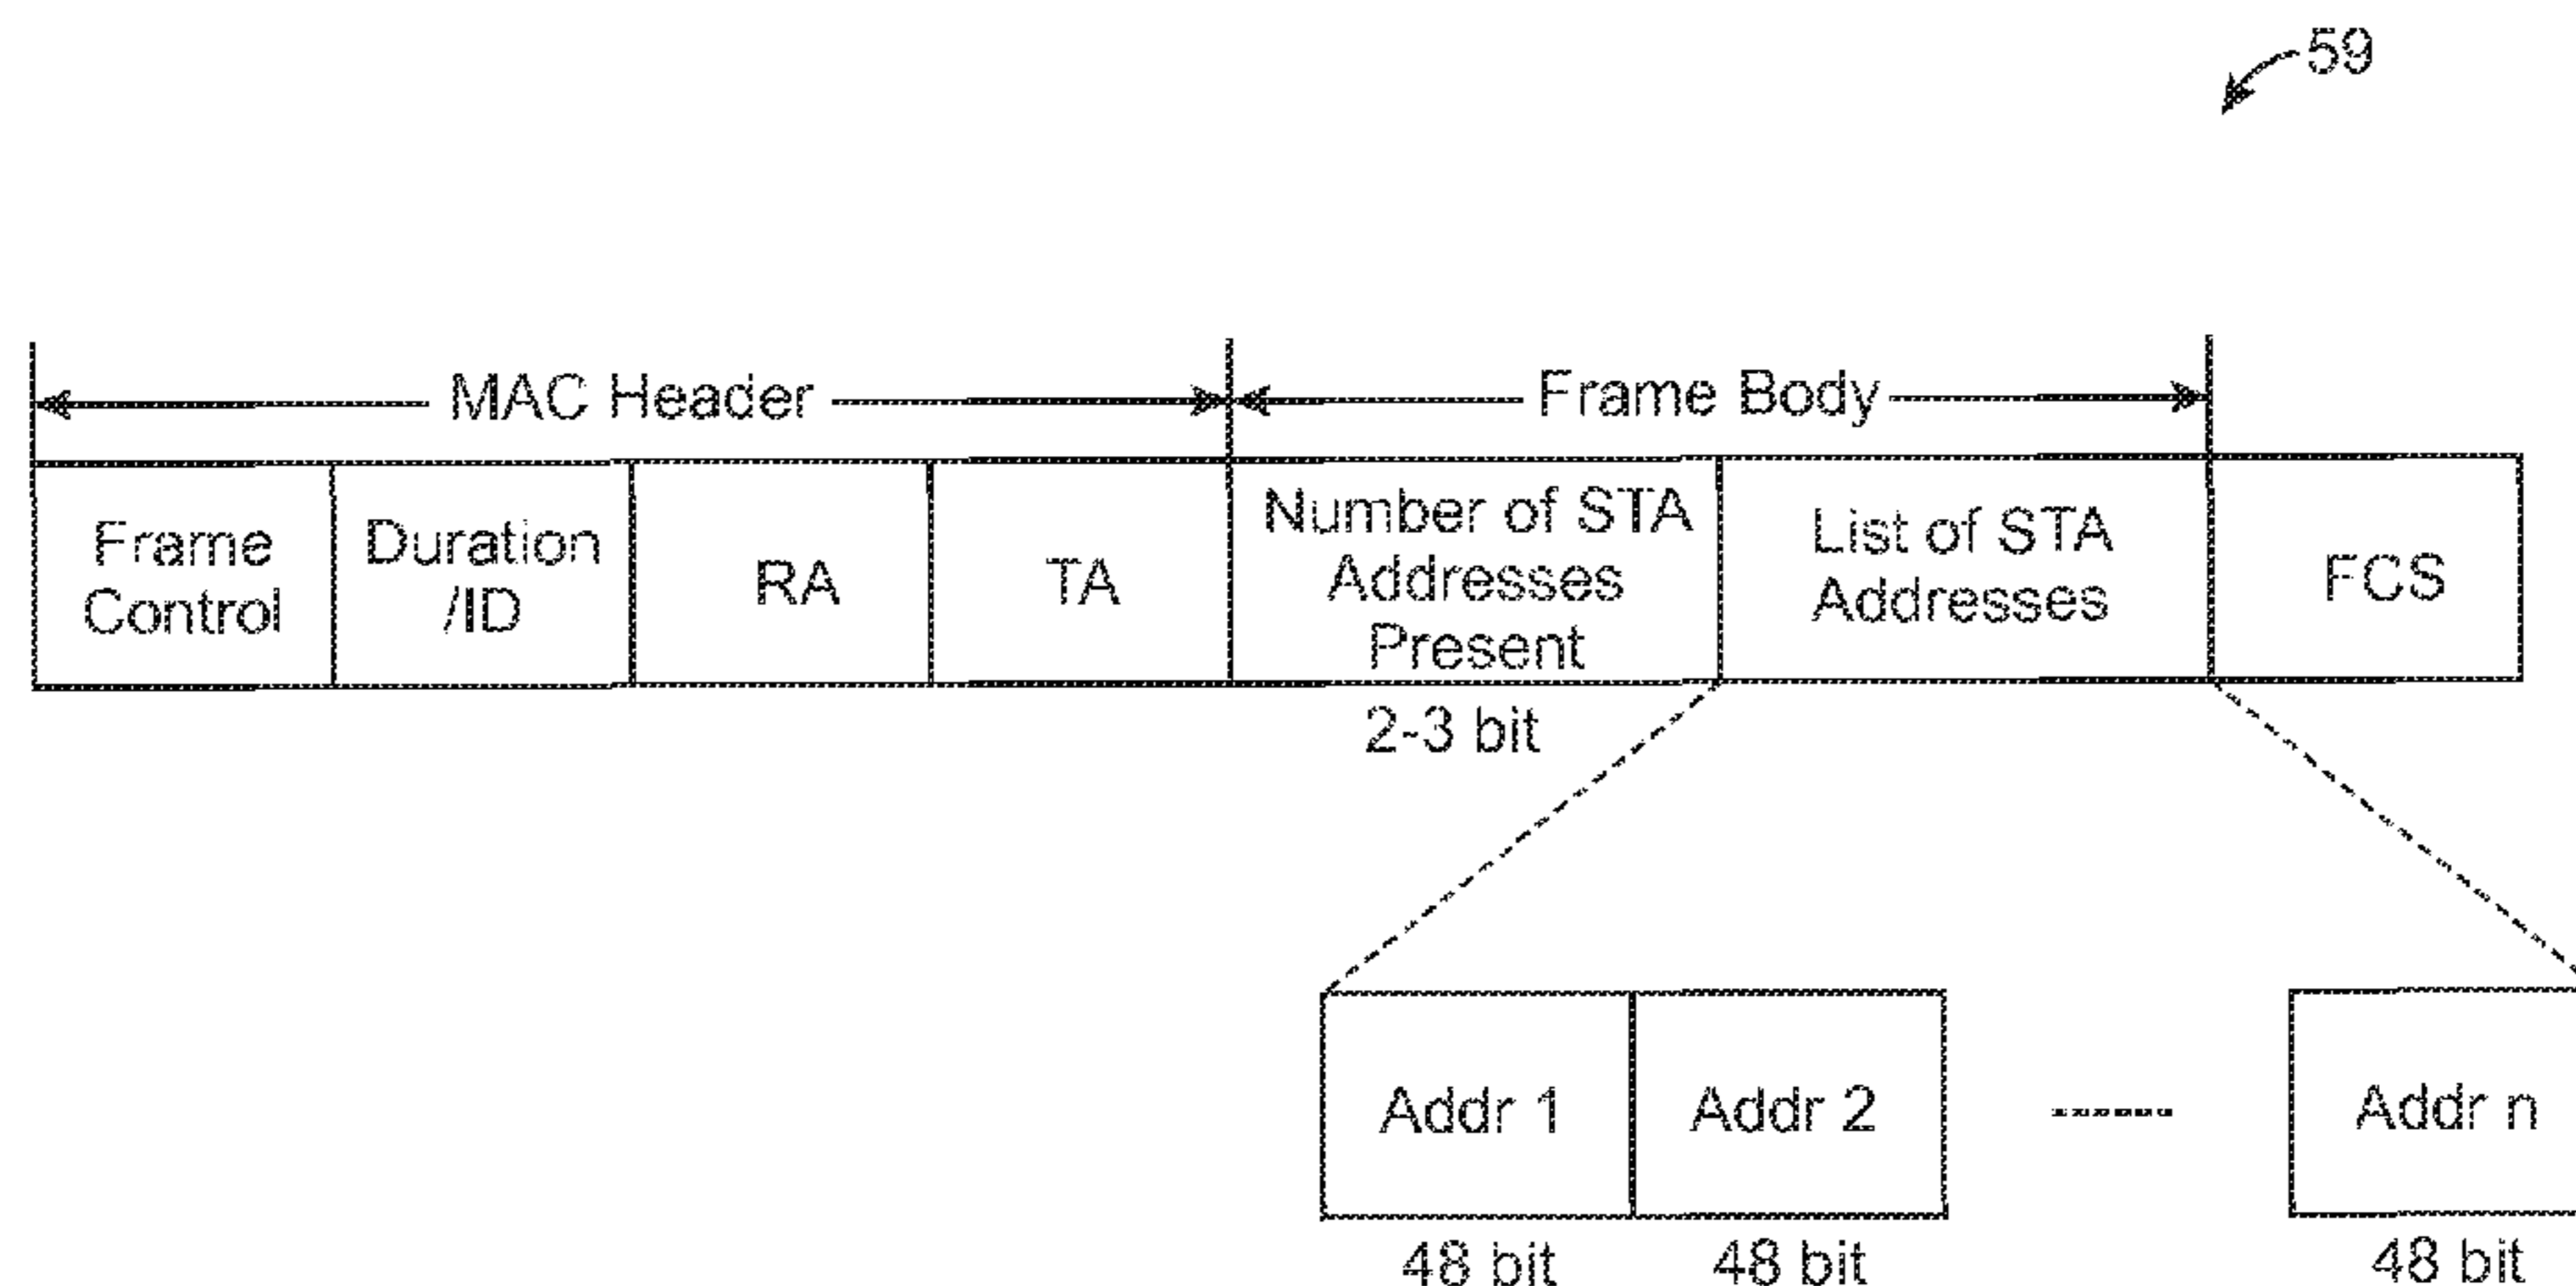 59
MAC Header
Frame Body
Frame
Control
Duration
/ID
RA
TA
Number of STA
Addresses
Present
List of STA
Addresses
FCS
2-3 bit
Addr 1
Addr 2
Addr n
48 bit
48 bit
48 bit